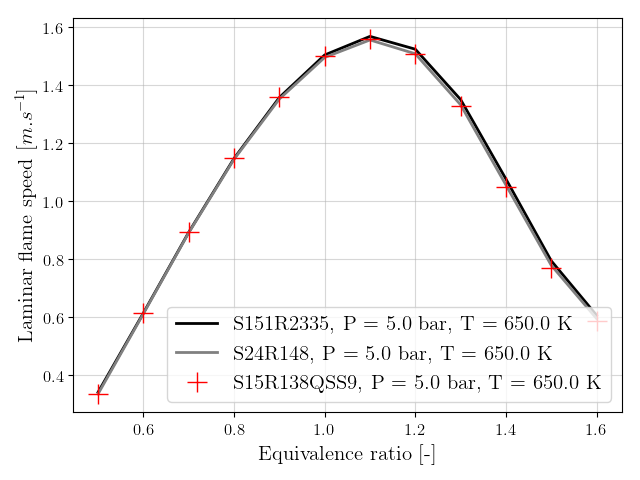 1.6
1.4
1.2
1.0
0.8
0.6
0.4
Laminar flame speed [m.s⁻¹]
S151R2335, P = 5.0 bar, T = 650.0 K
S24R148, P = 5.0 bar, T = 650.0 K
S15R138QSS9, P = 5.0 bar, T = 650.0 K
0.6 0.8 1.0 1.2 1.4 1.6
Equivalence ratio [-]